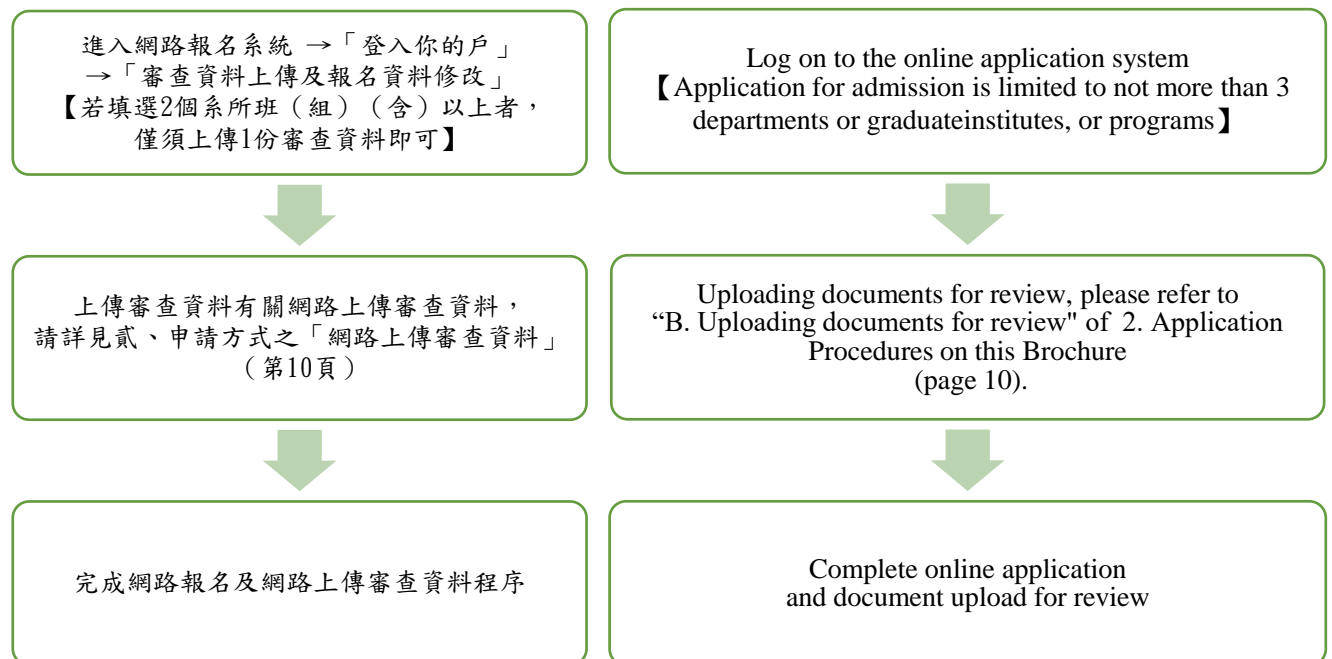 進入網路報名系統 →「登入你的戶」
→「審查資料上傳及報名資料修改」
【若填選2個系所班（組）（含）以上者，
僅須上傳1份審查資料即可】
Log on to the online application system
【Application for admission is limited to not more than 3
departments or graduateinstitutes, or programs】
上傳審查資料有關網路上傳審查資料，
請詳見貳、申請方式之「網路上傳審查資料」
（第10頁）
Uploading documents for review, please refer to
“B. Uploading documents for review" of 2. Application
Procedures on this Brochure
(page 10).
完成網路報名及網路上傳審查資料程序
Complete online application
and document upload for review